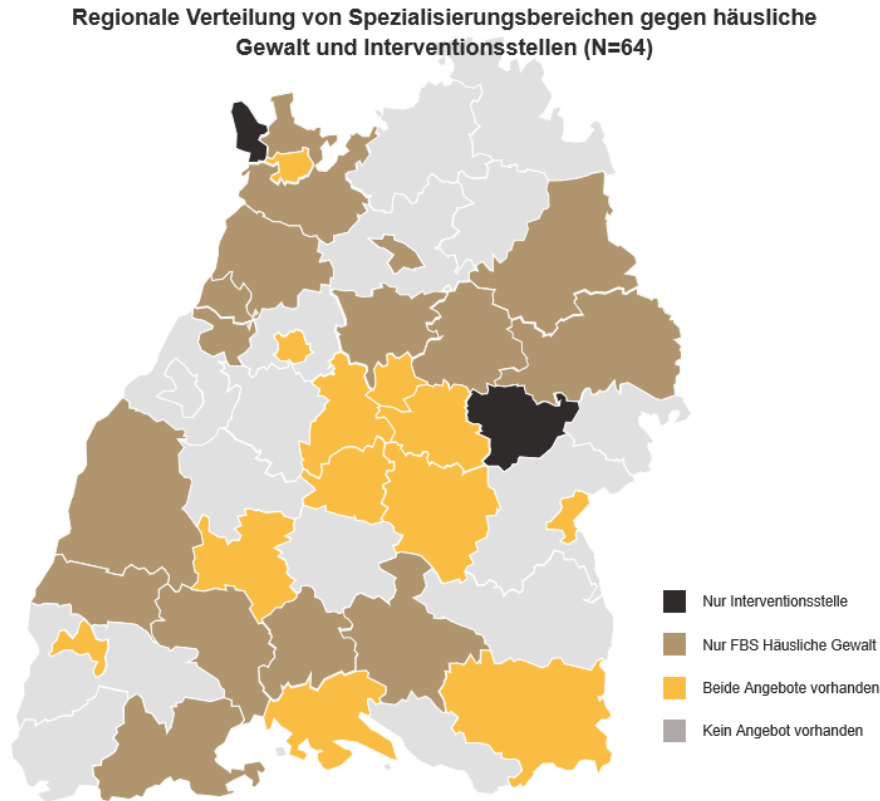 Regionale Verteilung von Spezialisierungsbereichen gegen häusliche
Gewalt und Interventionsstellen (N=64)
Nur Interventionsstelle
Nur FBS Häusliche Gewalt
Beide Angebote vorhanden
Kein Angebot vorhanden